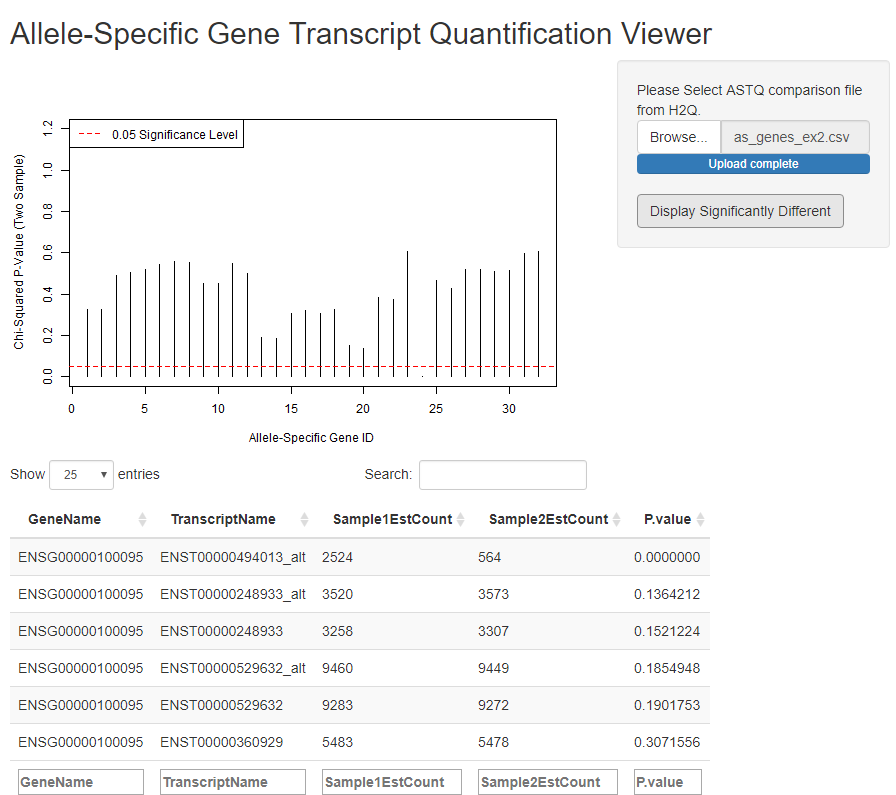 Allele-Specific Gene Transcript Quantification Viewer
Please Select ASTQ comparison file
from H2Q.
Browse... as_genes_ex2.csv
Upload complete
Display Significantly Different
0.05 Significance Level
Chi-Squared P-Value (Two Sample)
1.2
1.0
0.8
0.6
0.4
0.2
0.0
0 5 10 15 20 25 30
Allele-Specific Gene ID
Show 25 entries Search:
GeneName TranscriptName Sample1EstCount Sample2EstCount P.value
ENSG00000100095 ENST00000494013_alt 2524 564 0.0000000
ENSG00000100095 ENST00000248933_alt 3520 3573 0.1364212
ENSG00000100095 ENST00000248933 3258 3307 0.1521224
ENSG00000100095 ENST00000529632_alt 9460 9449 0.1854948
ENSG00000100095 ENST00000529632 9283 9272 0.1901753
ENSG00000100095 ENST00000360929 5483 5478 0.3071556
GeneName TranscriptName Sample1EstCount Sample2EstCount P.value